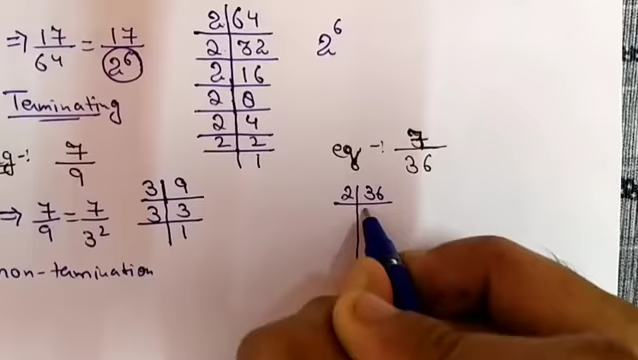 ⇒ 17/64 = 17/2⁶
Terminating
eg -: 7/9
⇒ 7/9 = 7/3²
non-termination
2 | 64
2 | 32
2 | 16
2 | 8
2 | 4
2 | 2
1
3 | 9
3 | 3
1
2⁶
eg -: 7/36
2 | 36